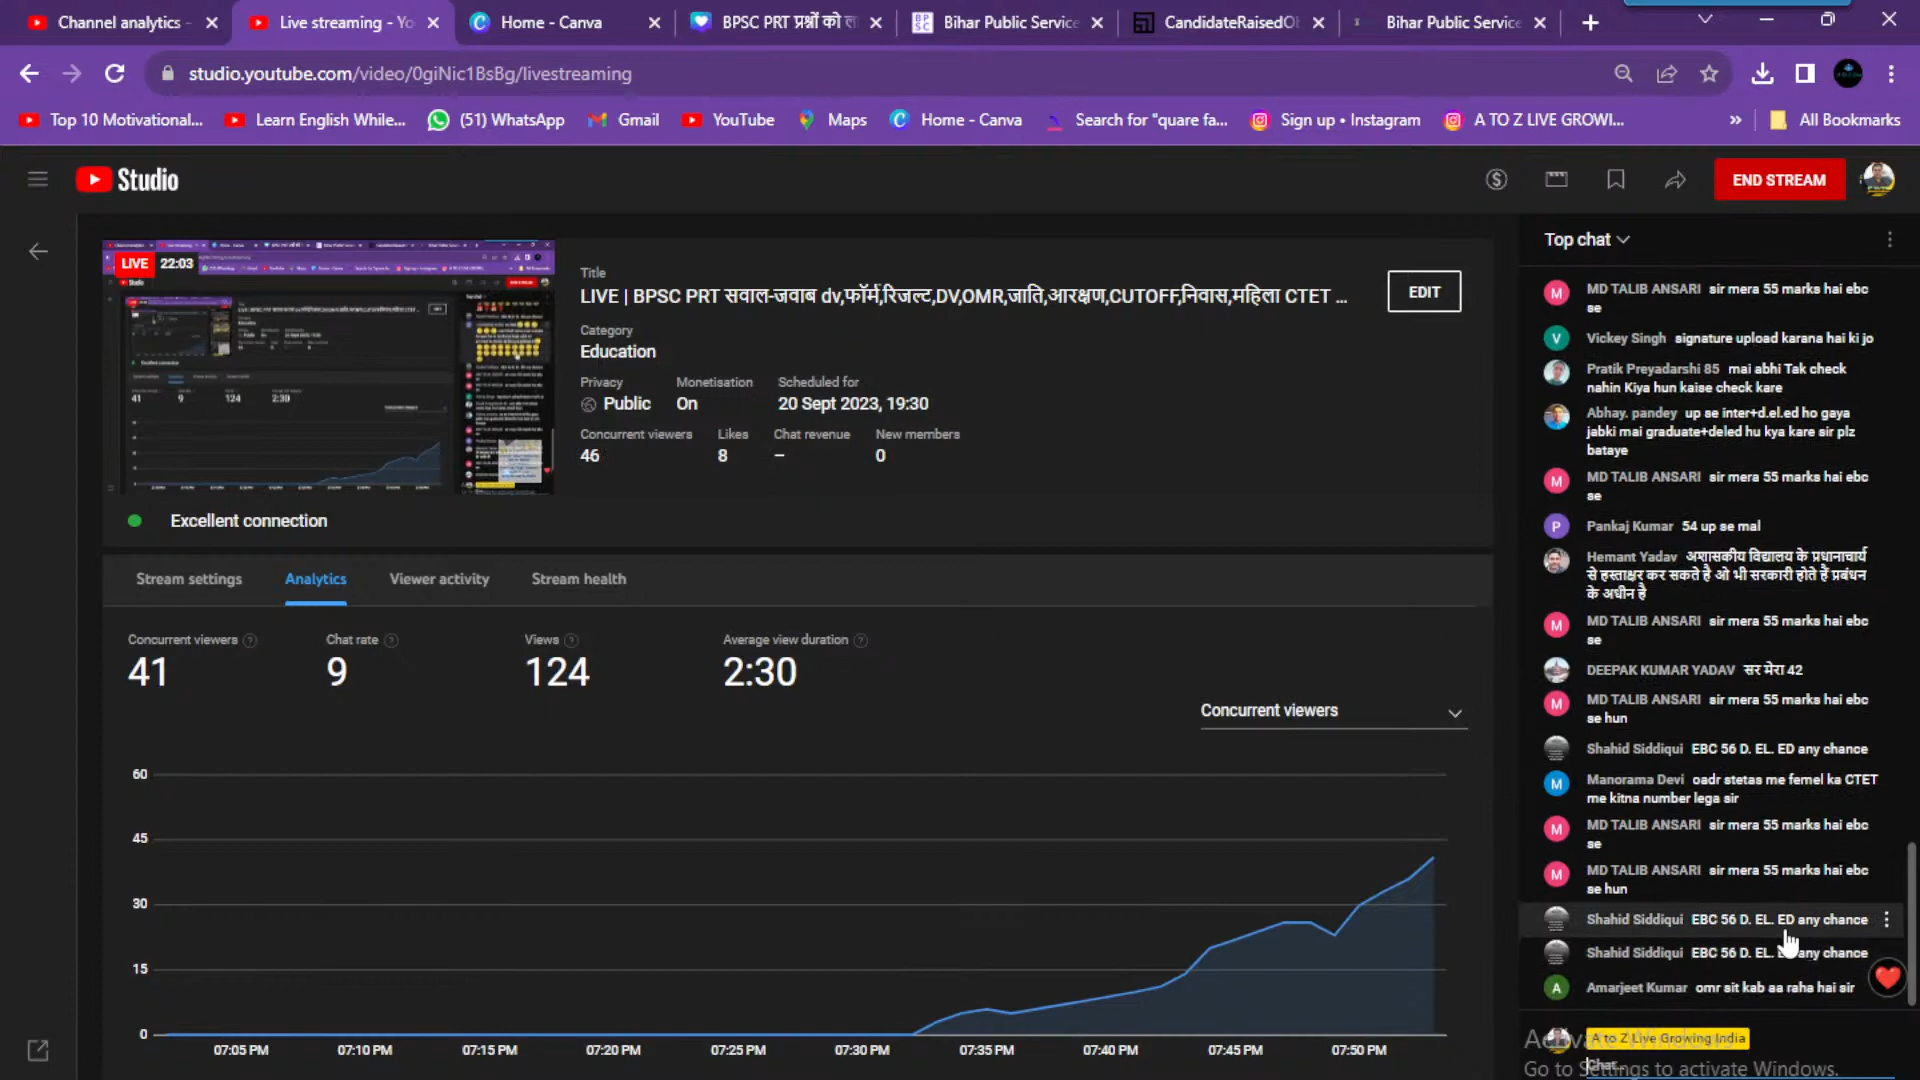 Channel analytics -
Live streaming - Yo
Home - Canva
BPSC PRT प्रश्नों को ल
Bihar Public Service
CandidateRaisedO
Bihar Public Service
studio.youtube.com/video/0giNic1BsBg/livestreaming
Top 10 Motivational...
Learn English While...
(51) WhatsApp
Gmail
YouTube
Maps
Home - Canva
Search for "quare fa...
Sign up • Instagram
A TO Z LIVE GROWI...
All Bookmarks
Studio
END STREAM
LIVE 22:03
Title
LIVE | BPSC PRT सवाल-जवाब dv,फॉर्म,रिजल्ट,DV,OMR,जाति,आरक्षण,CUTOFF,निवास,महिला CTET ...
EDIT
Category
Education
Privacy Monetisation Scheduled for
Public On 20 Sept 2023, 19:30
Concurrent viewers Likes Chat revenue New members
46 8 – 0
Excellent connection
Stream settings Analytics Viewer activity Stream health
Concurrent viewers Chat rate Views Average view duration
41 9 124 2:30
Concurrent viewers
60
45
30
15
0
07:05 PM 07:10 PM 07:15 PM 07:20 PM 07:25 PM 07:30 PM 07:35 PM 07:40 PM 07:45 PM 07:50 PM
Top chat
MD TALIB ANSARI sir mera 55 marks hai ebc
se
Vickey Singh signature upload karana hai ki jo
Pratik Preyadarshi 85 mai abhi Tak check
nahin Kiya hun kaise check kare
Abhay. pandey up se inter+d.el.ed ho gaya
jabki mai graduate+deled hu kya kare sir plz
bataye
MD TALIB ANSARI sir mera 55 marks hai ebc
se
Pankaj Kumar 54 up se mal
Hemant Yadav अशासकीय विद्यालय के प्रधानाचार्य
से हस्ताक्षर कर सकते है ओ भी सरकारी होते हैं प्रबंधन
के अधीन है
MD TALIB ANSARI sir mera 55 marks hai ebc
se
DEEPAK KUMAR YADAV सर मेरा 42
MD TALIB ANSARI sir mera 55 marks hai ebc
se hun
Shahid Siddiqui EBC 56 D. EL. ED any chance
Manorama Devi oadr stetas me femel ka CTET
me kitna number lega sir
MD TALIB ANSARI sir mera 55 marks hai ebc
se
MD TALIB ANSARI sir mera 55 marks hai ebc
se hun
Shahid Siddiqui EBC 56 D. EL. ED any chance
Shahid Siddiqui EBC 56 D. EL. any chance
Amarjeet Kumar omr sit kab aa raha hai sir
A to Z Live Growing India
Chat...
Go to Settings to activate Windows.